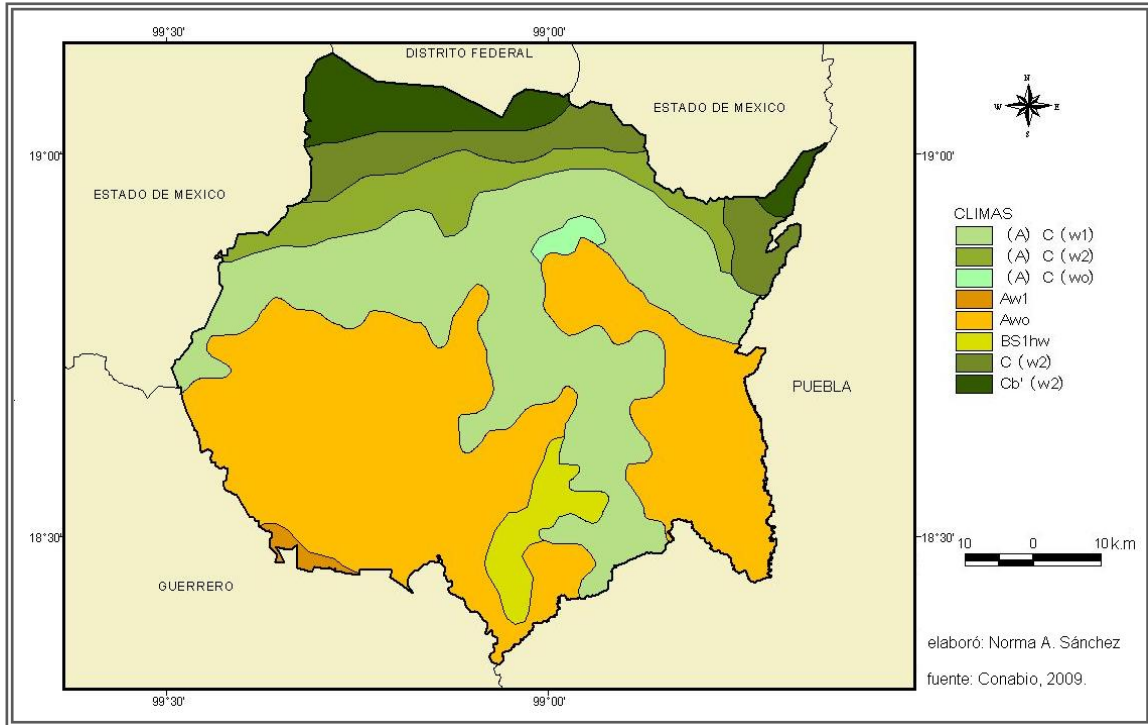 99°30'
99°00'
DISTRITO FEDERAL
ESTADO DE MEXICO
N
W E
S
19°00'
19°00'
ESTADO DE MEXICO
CLIMAS
(A) C (w1)
(A) C (w2)
(A) C (wo)
Aw1
Awo
BS1hw
C (w2)
Cb' (w2)
PUEBLA
18°30'
18°30'
10 0 10 k.m
GUERRERO
elaboró: Norma A. Sánchez
fuente: Conabio, 2009.
99°30'
99°00'